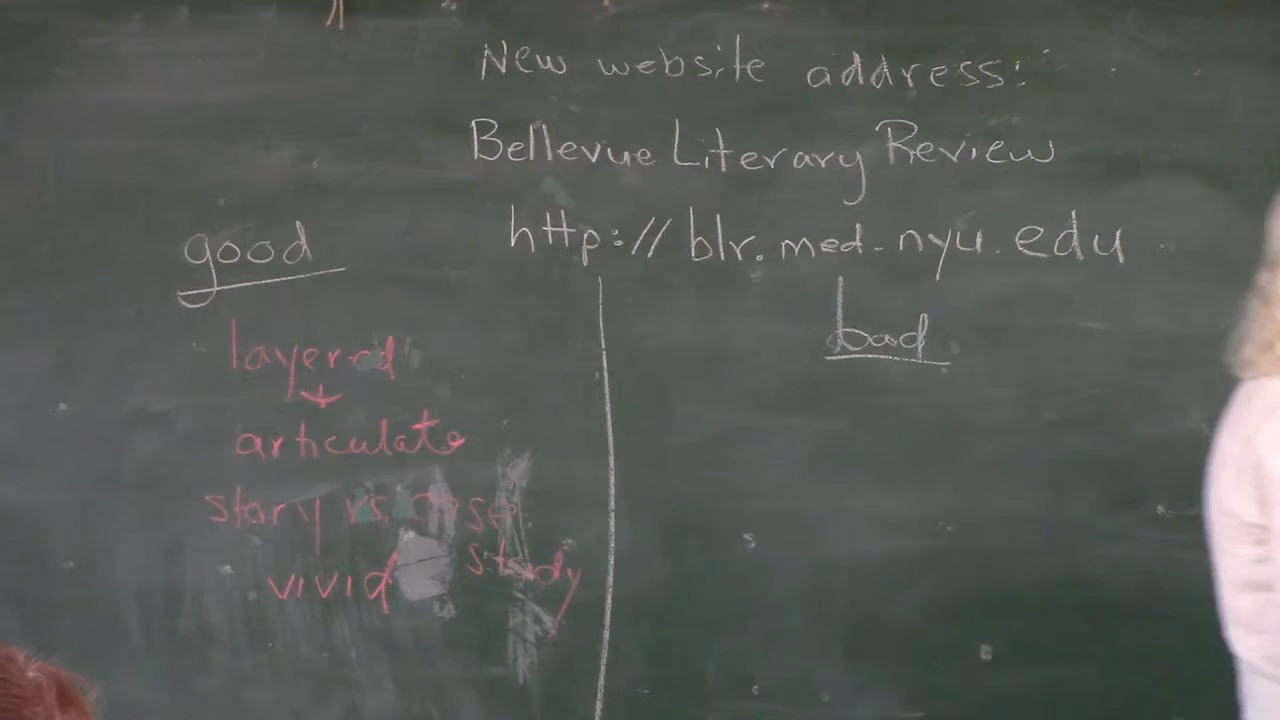 New website address:
Bellevue Literary Review
http://blr.med.nyu.edu
good
layered
articulate
story vs. case
study
vivid
bad